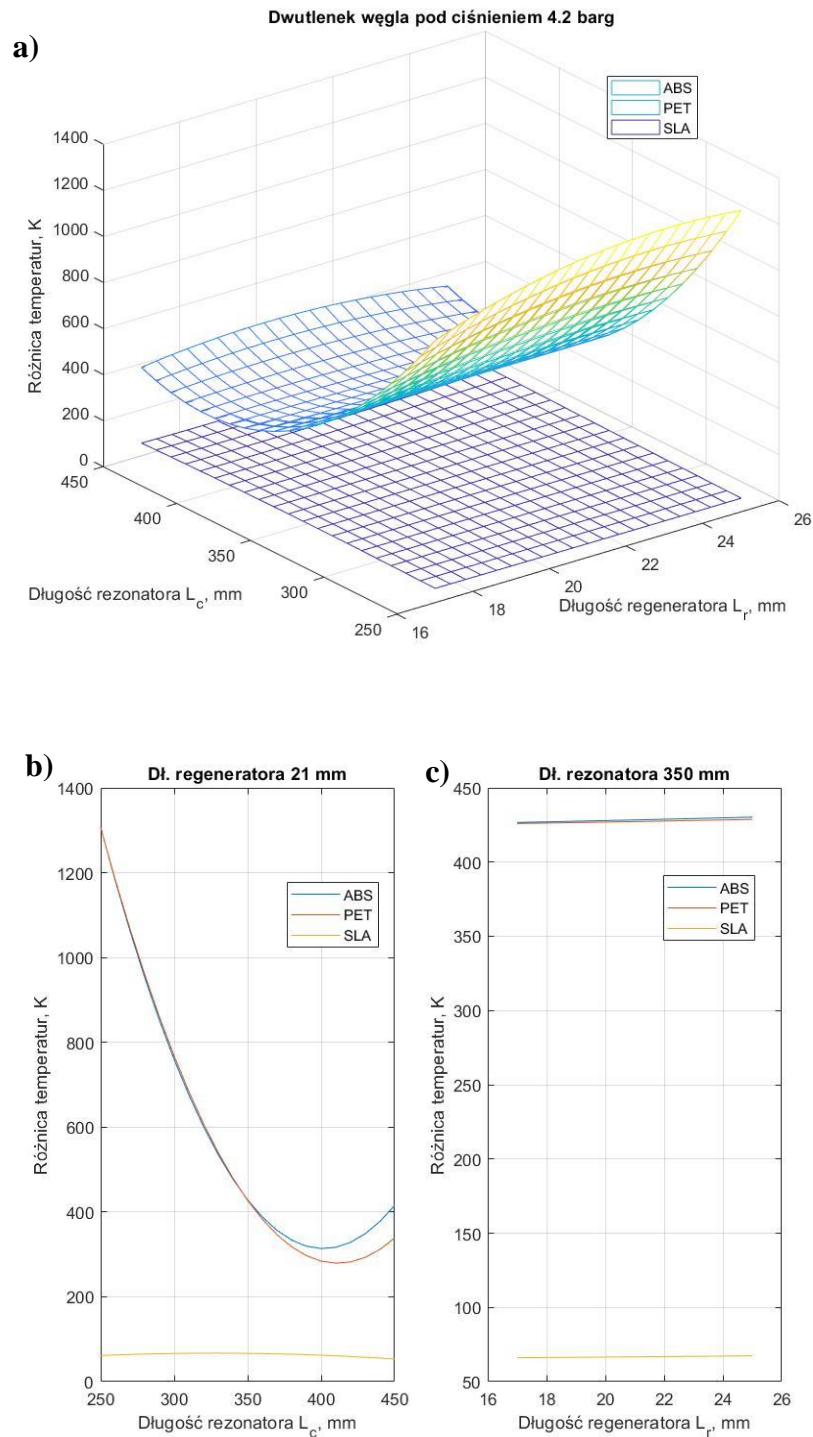 Dwutlenek węgla pod ciśnieniem 4.2 barg
a)
ABS
PET
SLA
1400
1200
1000
800
600
400
200
0
Różnica temperatur, K
450
400
350
300
250
Długość rezonatora L_c, mm
16
18
20
22
24
26
Długość regeneratora L_r, mm
b)
Dł. regeneratora 21 mm
1400
1200
1000
800
600
400
200
0
Różnica temperatur, K
ABS
PET
SLA
250 300 350 400 450
Długość rezonatora L_c, mm
c)
Dł. rezonatora 350 mm
450
400
350
300
250
200
150
100
50
Różnica temperatur, K
ABS
PET
SLA
16 18 20 22 24 26
Długość regeneratora L_r, mm